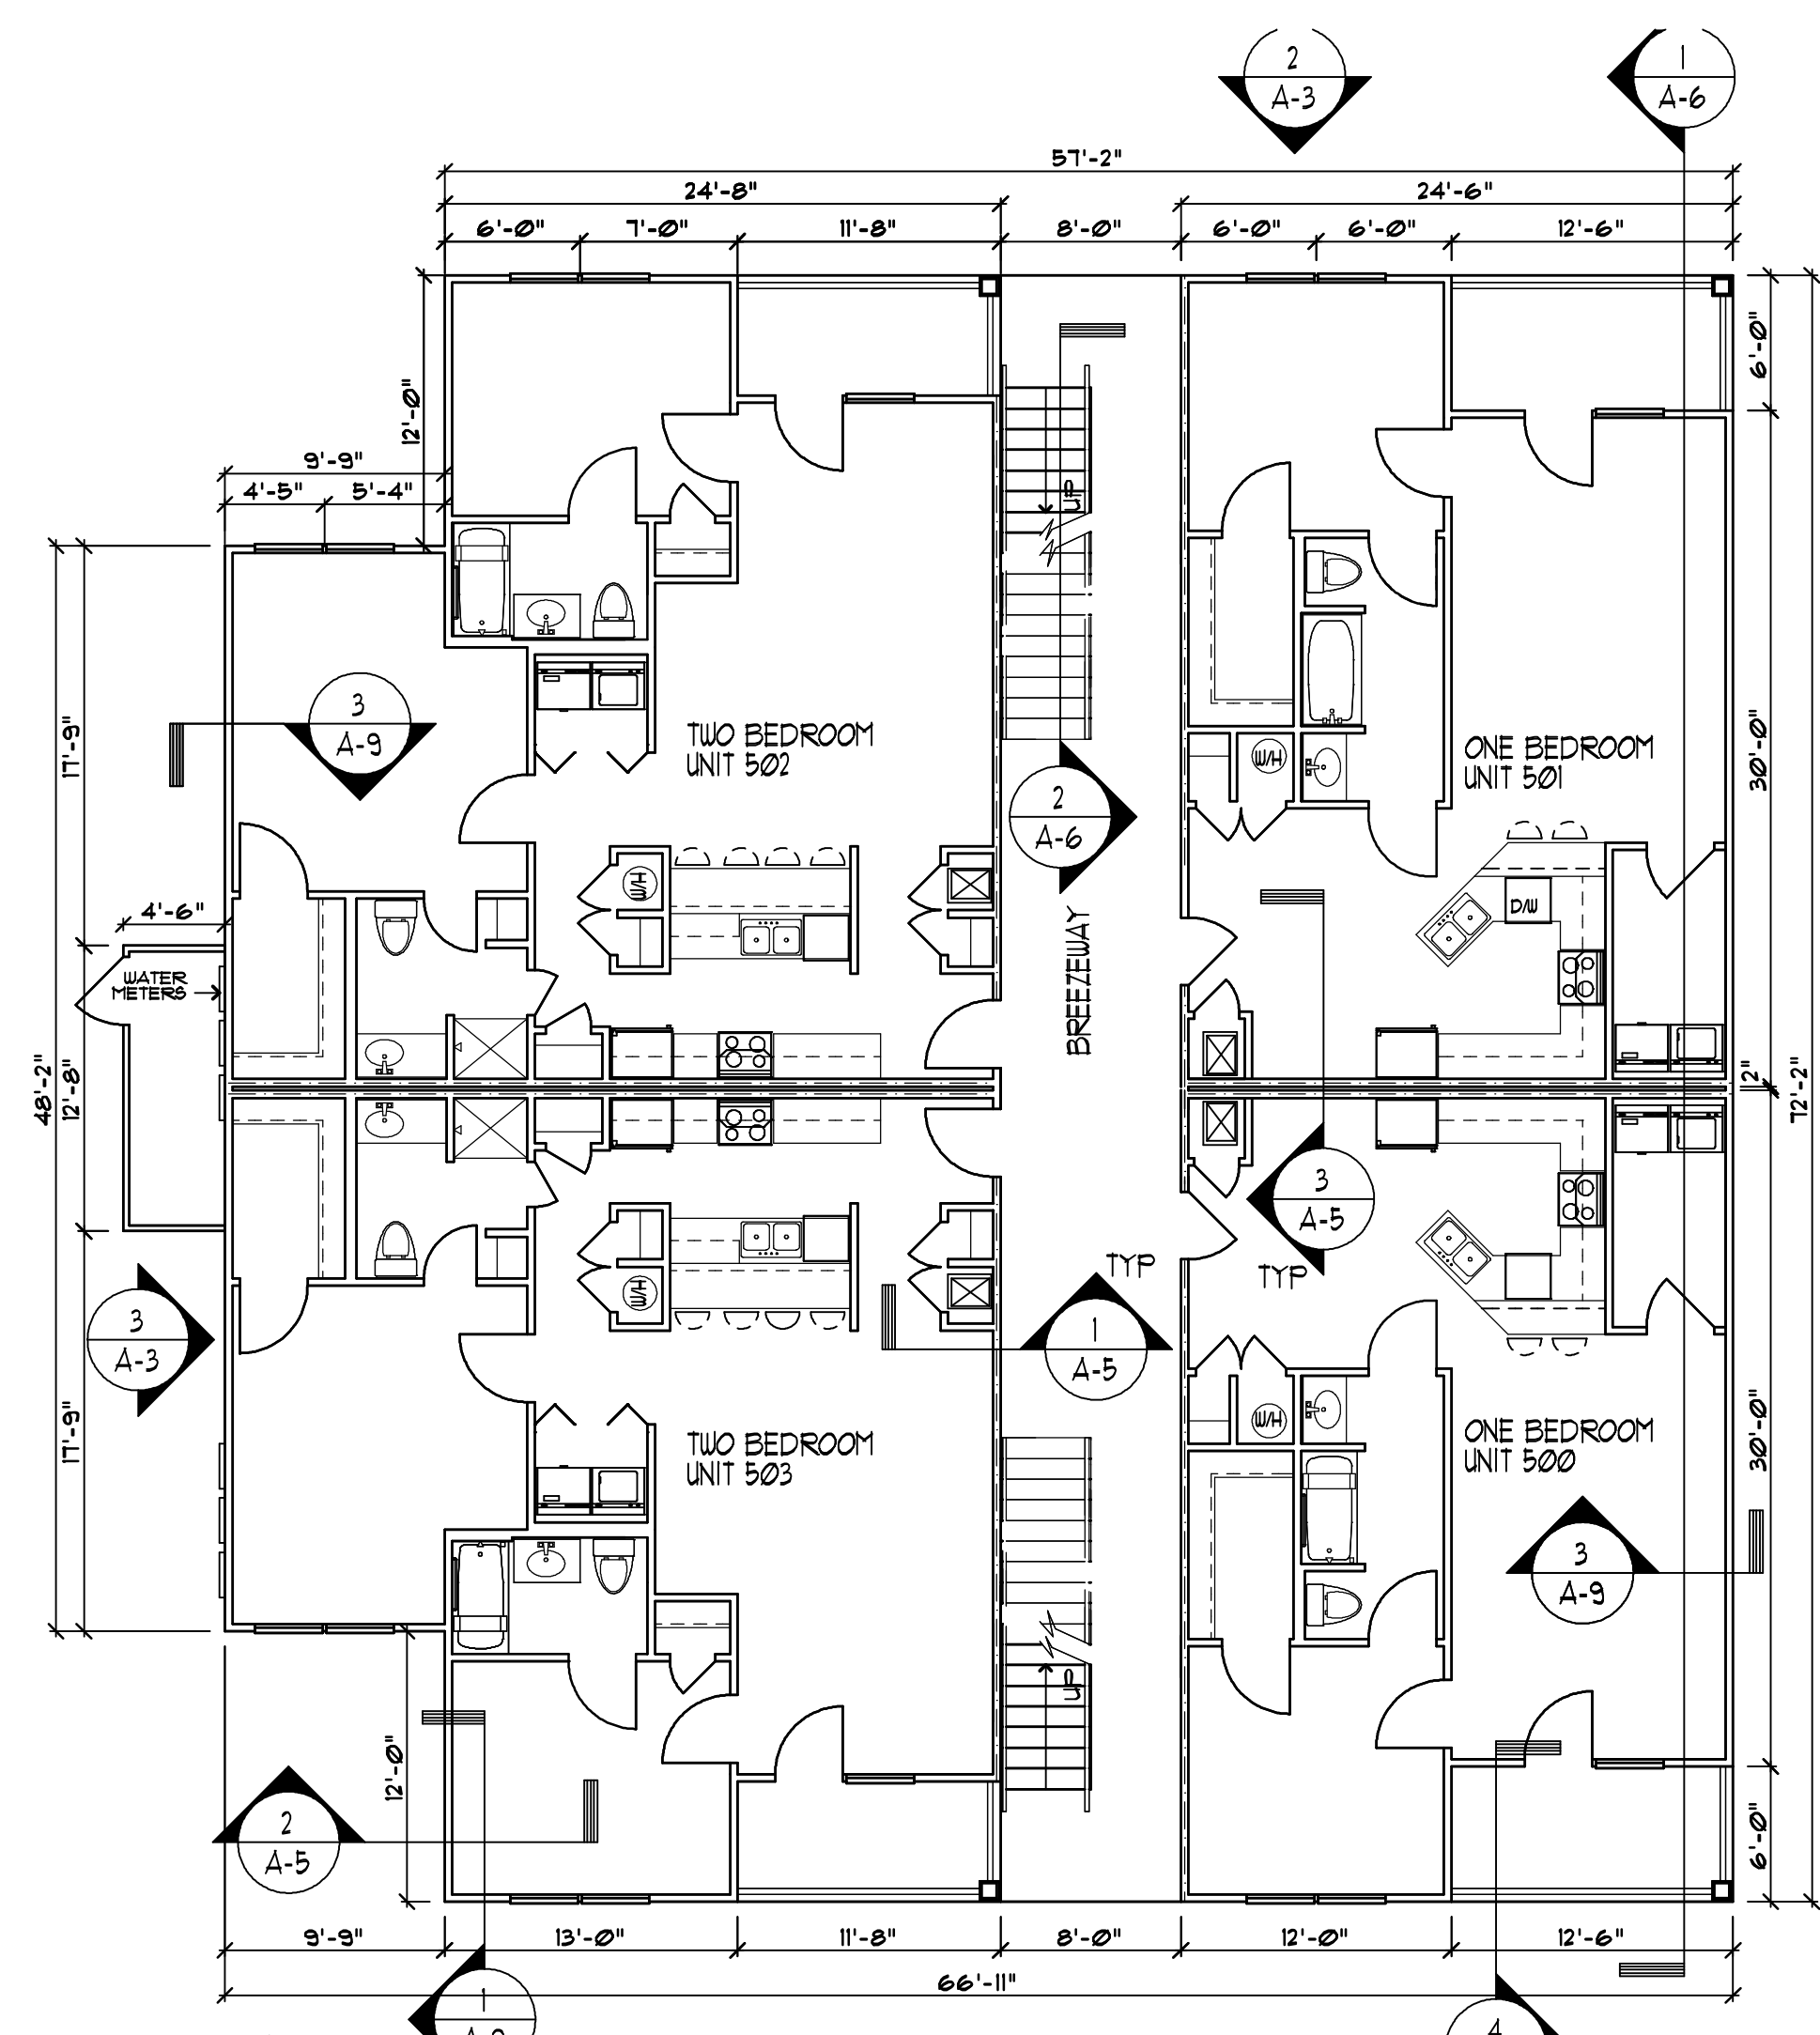 2
A-3
1
A-6
57'-2"
24'-8"
24'-6"
6'-0"
7'-0"
11'-8"
8'-0"
6'-0"
6'-0"
12'-6"
12'-0"
6'-0"
9'-9"
4'-5"
5'-4"
UP
17'-9"
3
A-9
TWO BEDROOM
UNIT 502
ONE BEDROOM
UNIT 501
30'-0"
W/H
2
A-6
W/H
D/W
4'-6"
BREEZEWAY
WATER
METERS
48'-2"
12'-8"
2"
72'-2"
3
A-5
TYP
TYP
W/H
3
A-3
1
A-5
17'-9"
W/H
TWO BEDROOM
UNIT 503
ONE BEDROOM
UNIT 500
30'-0"
3
A-9
UP
12'-0"
2
A-5
6'-0"
9'-9"
13'-0"
11'-8"
8'-0"
12'-0"
12'-6"
66'-11"
1
4